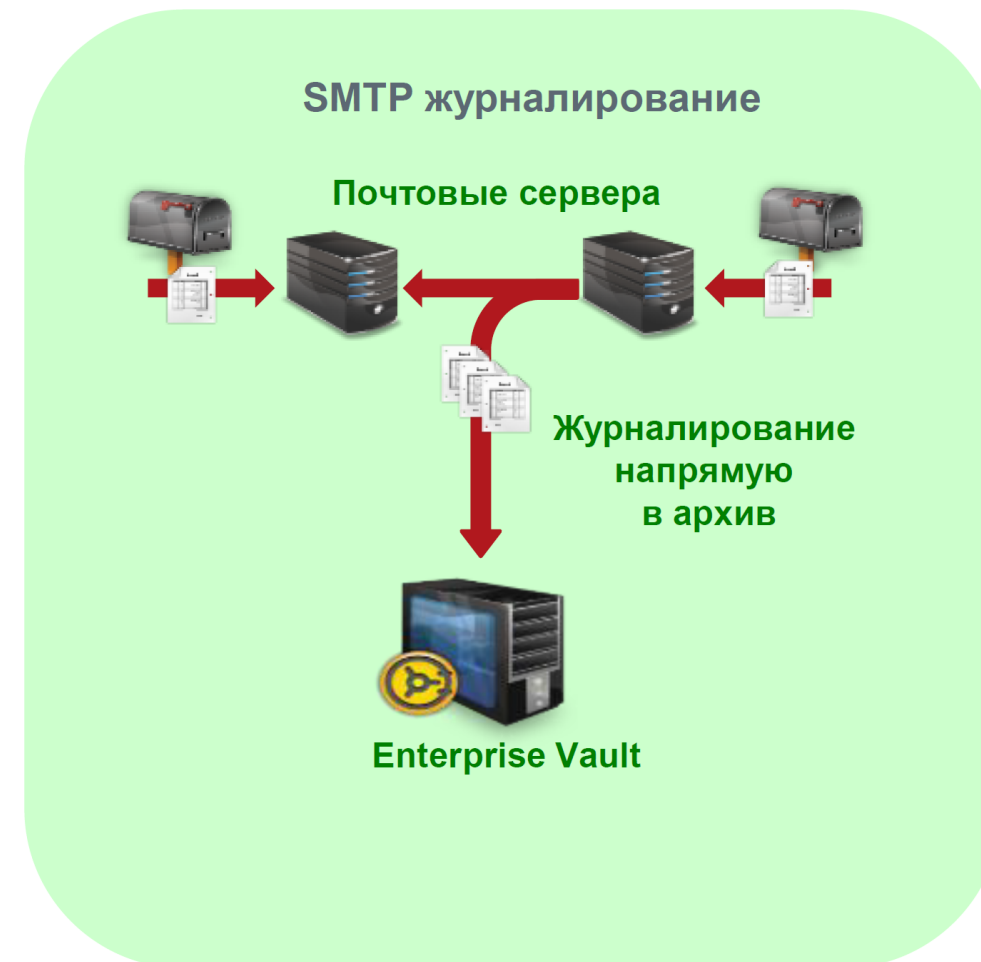 SMTP журналирование
Почтовые сервера
Журналирование
напрямую
в архив
Enterprise Vault